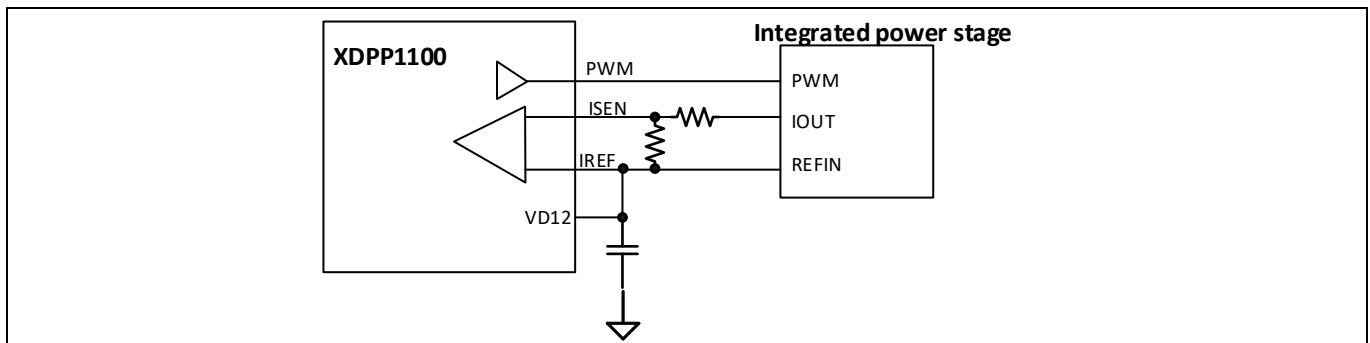 Integrated power stage
XDPP1100
PWM
PWM
ISEN
IOUT
IREF
REFIN
VD12